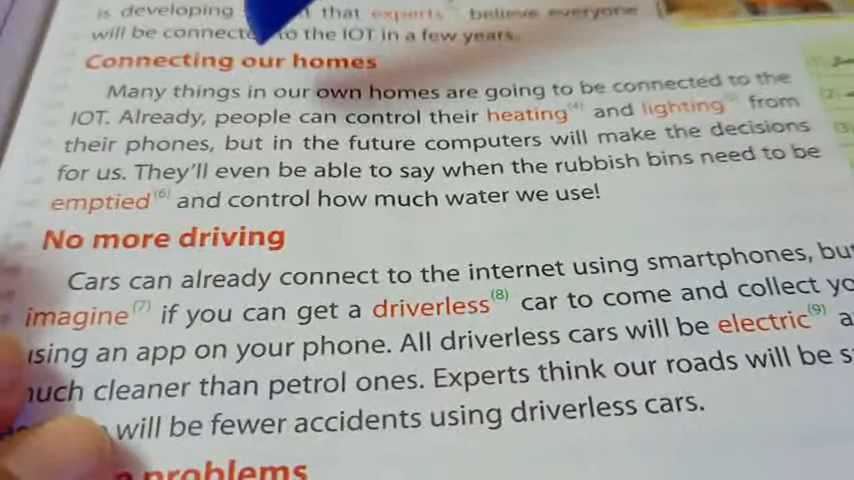 is developing that experts believe everyone
will be connected to the IOT in a few years.
Connecting our homes
Many things in our own homes are going to be connected to the
IOT. Already, people can control their heating(4) and lighting(5) from
their phones, but in the future computers will make the decisions
for us. They'll even be able to say when the rubbish bins need to be
emptied(6) and control how much water we use!
No more driving
Cars can already connect to the internet using smartphones, but
imagine(7) if you can get a driverless(8) car to come and collect yo
using an app on your phone. All driverless cars will be electric(9) a
much cleaner than petrol ones. Experts think our roads will be s
will be fewer accidents using driverless cars.
problems